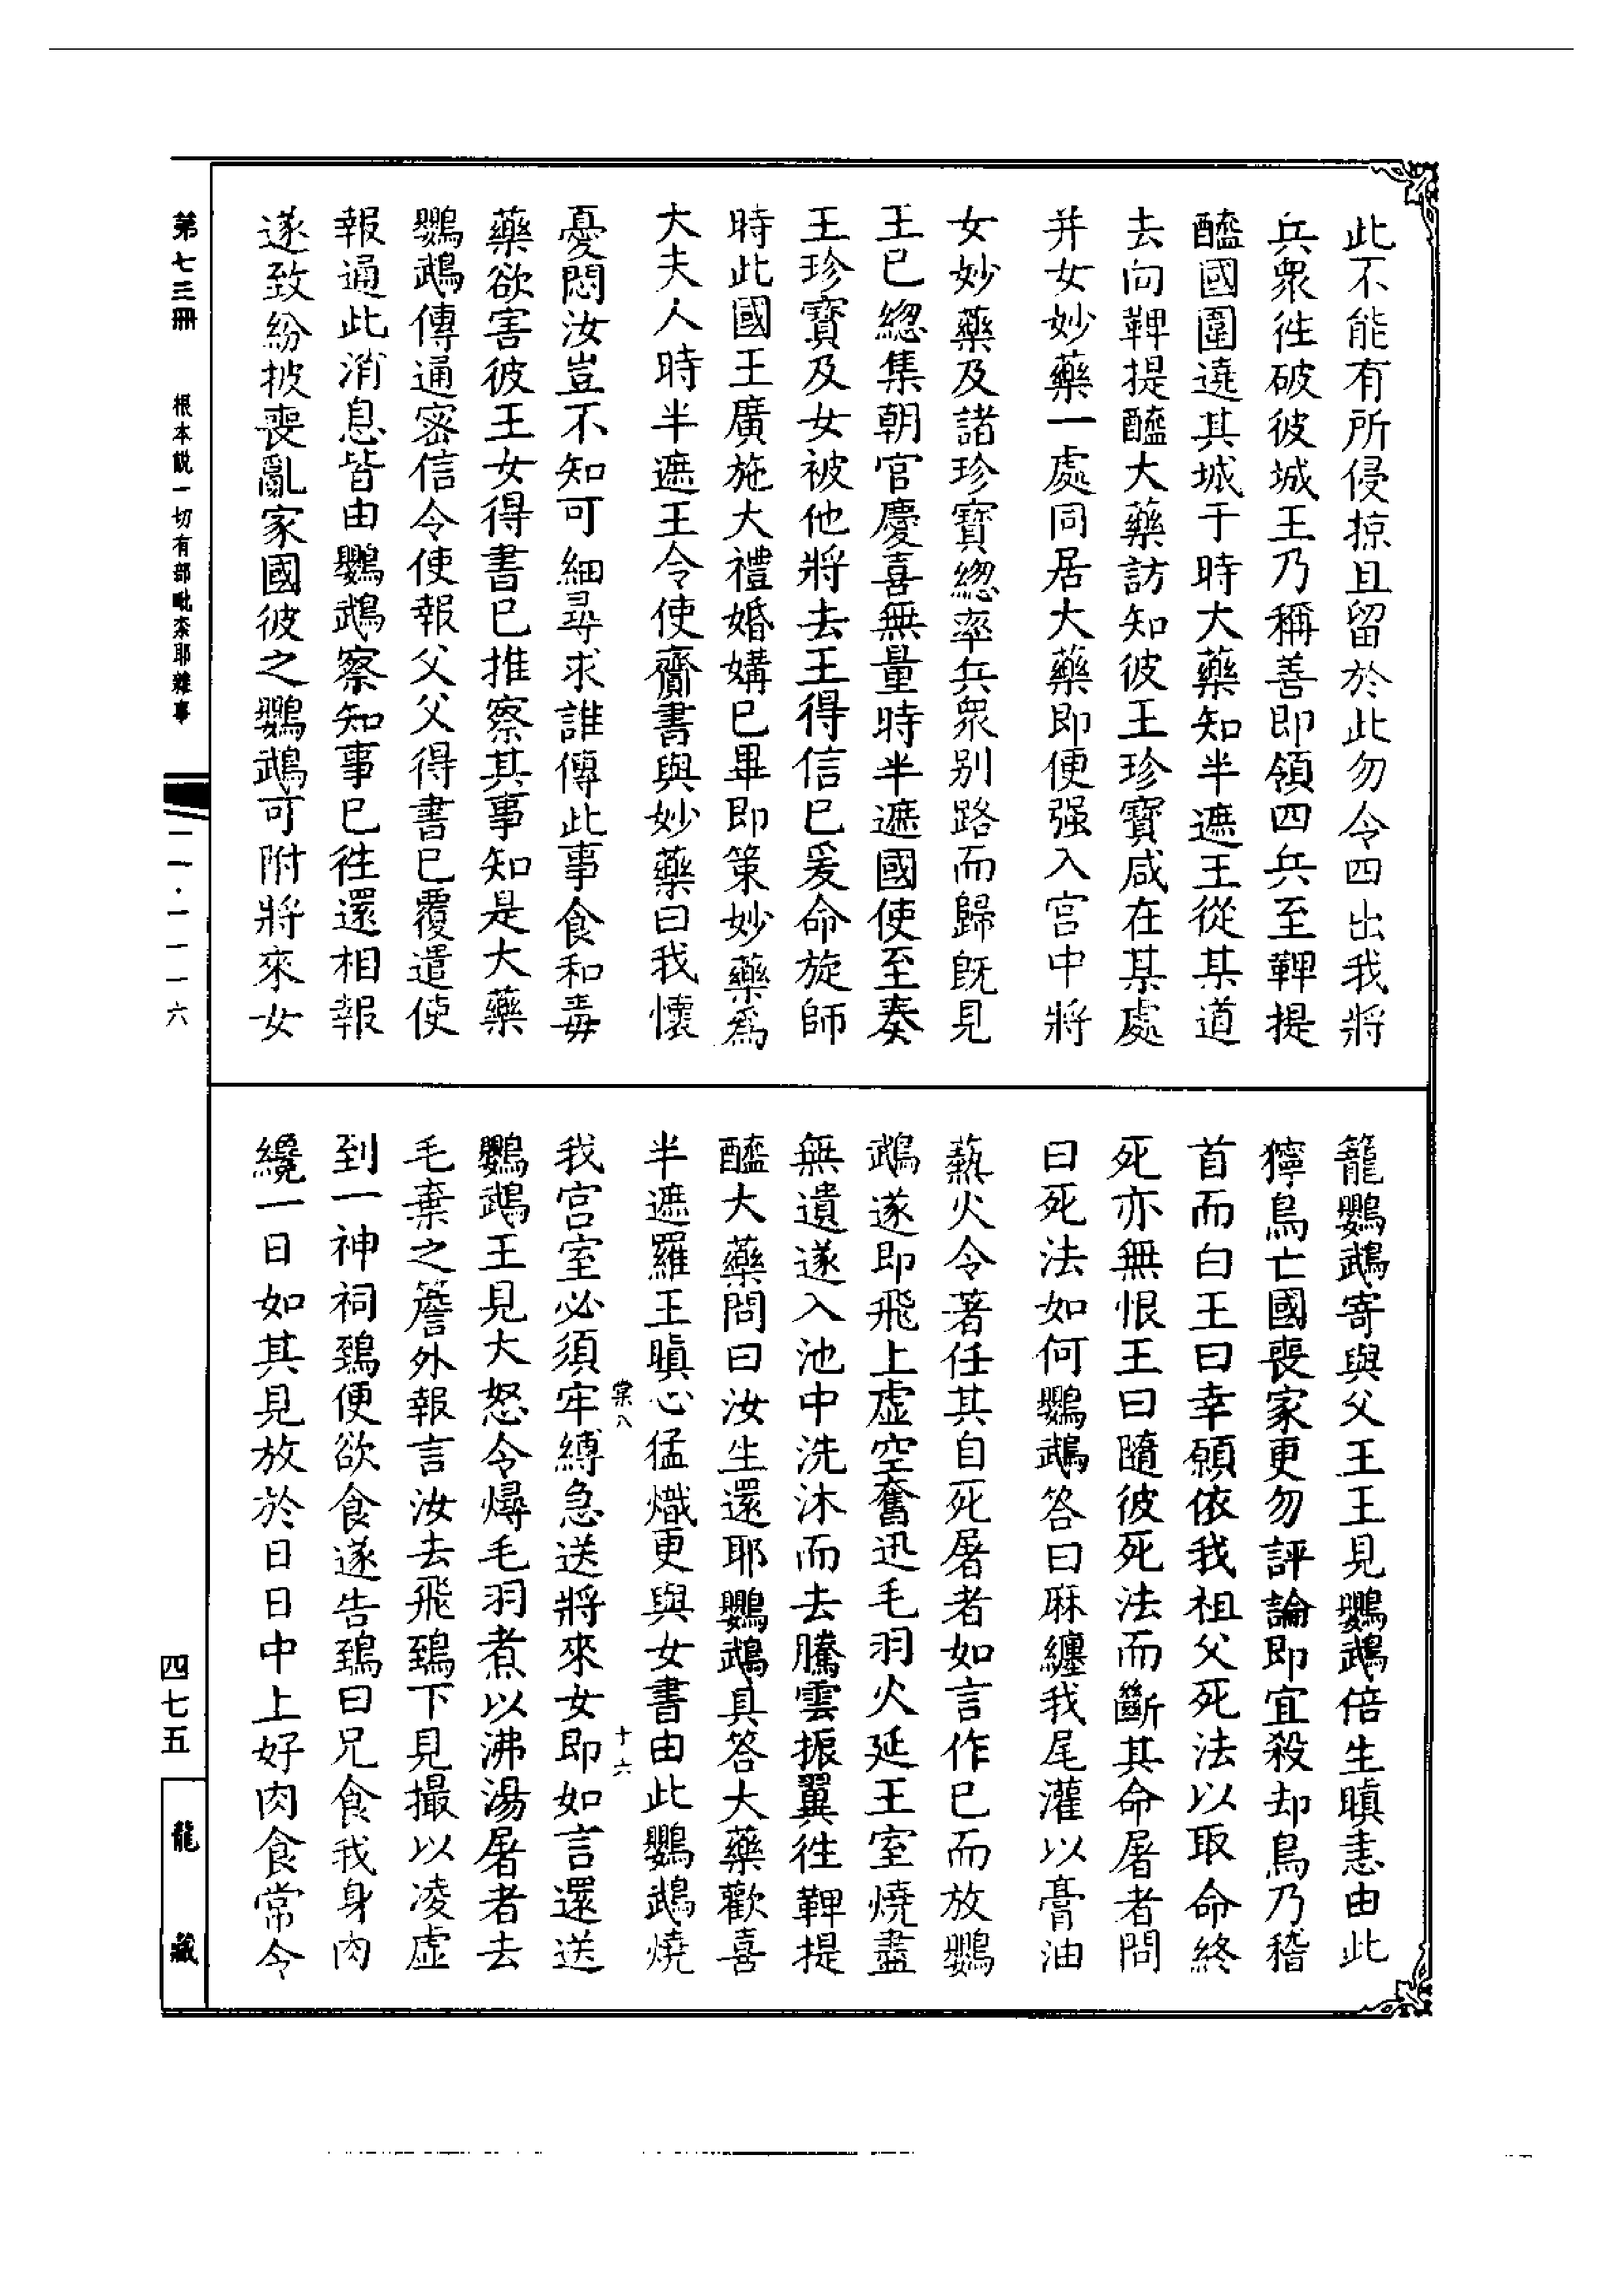 此不能有所侵掠且留於此勿令四出我將
兵衆往破彼城王乃稱善即領四兵至鞞提
醯國圍遶其城于時大藥知半遮王從某道
去向鞞提醯大藥訪知彼王珍寶咸在某處
并女妙藥一處同居大藥即便强入宫中將
女妙藥及諸珍寶緫率兵衆别路而歸既見
王已緫集朝官慶喜無量時半遮國使至奏
王珍寶及女被他將去王得信已爰命旋師
時此國王廣施大禮婚媾已畢即策妙藥爲
大夫人時半遮王令使齎書與妙藥曰我懷
憂悶汝豈不知可細尋求誰傳此事食和毒
藥欲害彼王女得書已推察其事知是大藥
鸚鵡傳通密信令使報父父得書已覆遣使
報通此消息皆由鸚鵡察知事已往還相報
遂致紛披喪亂家國彼之鸚鵡可附將來女
籠鸚鵡寄與父王王見鸚鵡倍生瞋恚由此
獰鳥亡國喪家更勿評論即宜殺却鳥乃稽
首而白王曰幸願依我祖父死法以取命終
死亦無恨王曰隨彼死法而斷其命屠者問
曰死法如何鸚鵡答曰麻纏我尾灌以膏油
爇火令著任其自死屠者如言作已而放鸚
鵡遂即飛上虚空奮迅毛羽火延王室燒盡
無遺遂入池中洗沐而去騰雲振翼往鞞提
醯大藥問曰汝生還耶鸚鵡具答大藥歡喜
半遮羅王瞋心猛熾更與女書由此鸚鵡燒
棠八 十六
我宫室必須牢縛急送將來女即如言還送
鸚鵡王見大怒令燖毛羽煮以沸湯屠者去
毛棄之簷外報言汝去飛鵄下見撮以凌虚
到一神祠鵄便欲食遂告鵄曰兄食我身肉
纔一日如其見放於日日中上好肉食常令
第七三冊 根本説一切有部毗奈耶雜事
一一·一一一六
四七五
龍藏